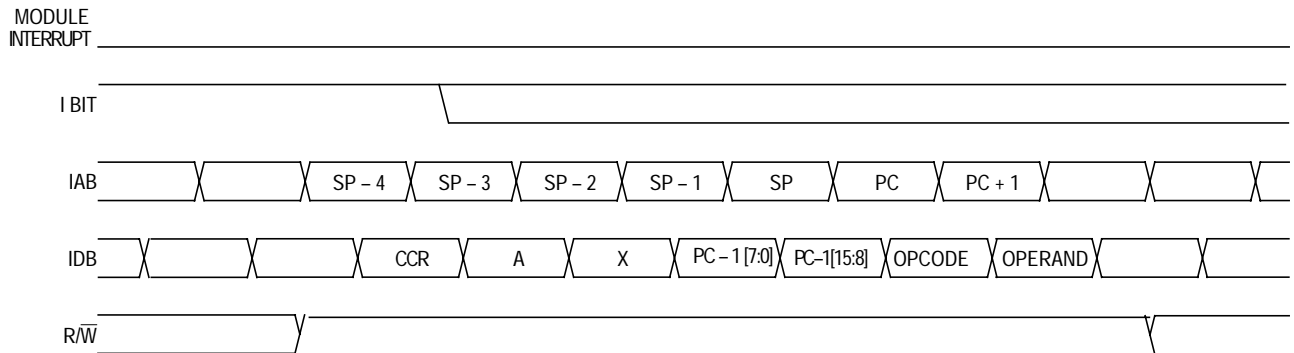 MODULE
INTERRUPT
I BIT
IAB SP – 4 SP – 3 SP – 2 SP – 1 SP PC PC + 1
IDB CCR A X PC – 1 [7:0] PC–1[15:8] OPCODE OPERAND
R/W̅